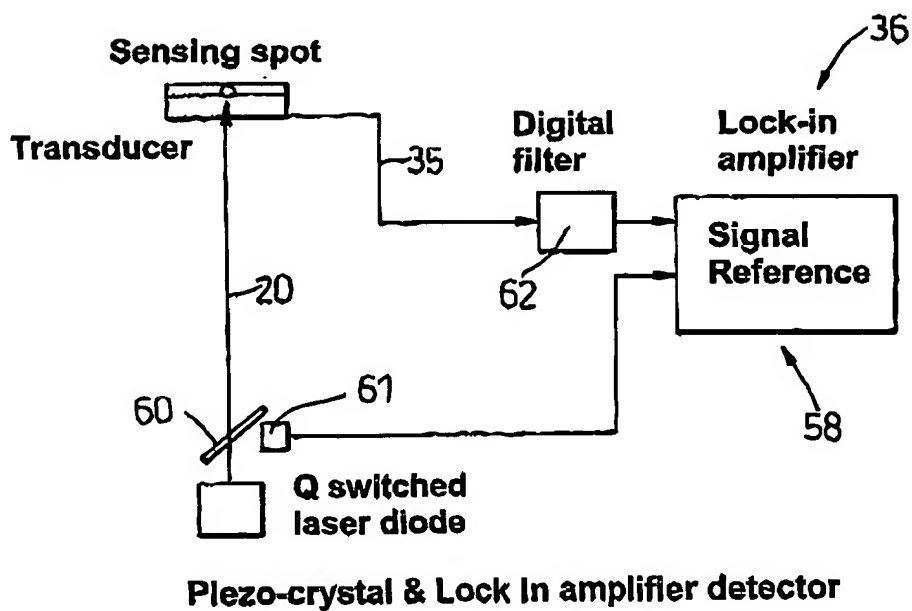 36
Sensing spot
Transducer
35
Digital
filter
Lock-in
amplifier
62
Signal
Reference
20
58
60
61
Q switched
laser diode
Piezo-crystal & Lock In amplifier detector